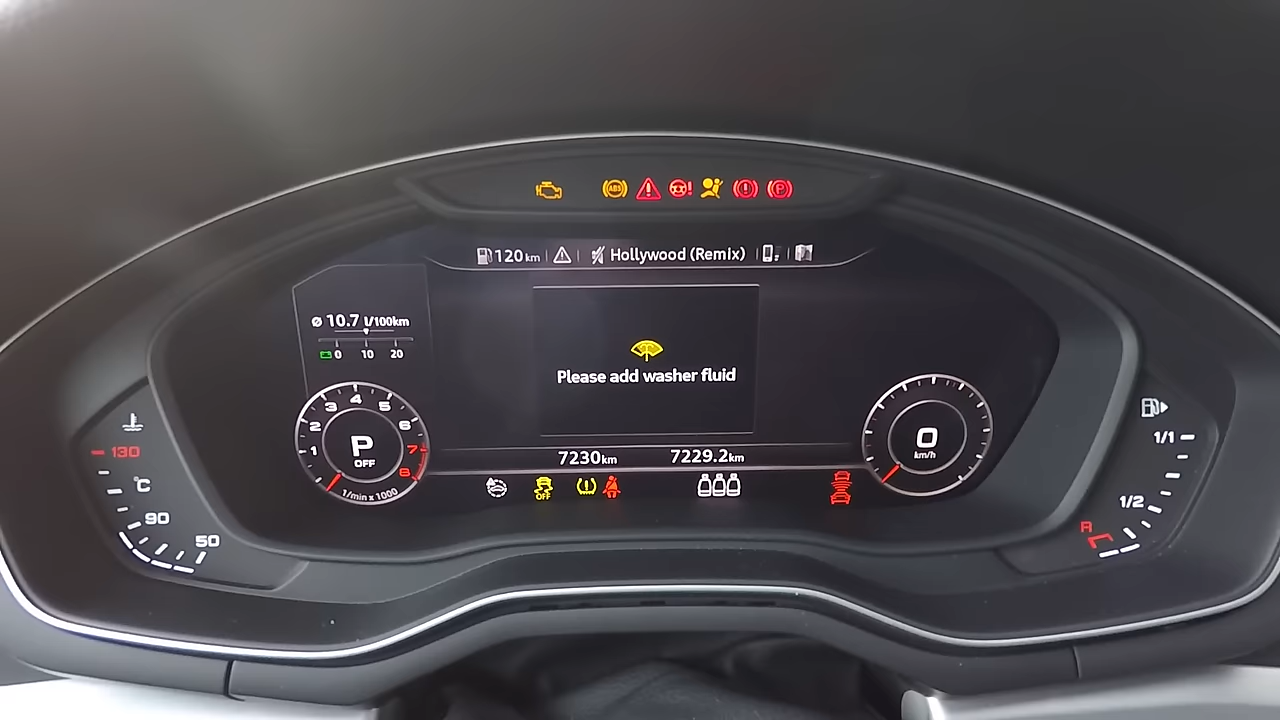 ABS ! ! ! P
120 km Hollywood (Remix)
Ø 10.7 l/100km
0 10 20
Please add washer fluid
1 2 3 4 5 6 7 8
P
OFF
1/min x 1000
0
km/h
7230km 7229.2km
OFF !
130
°C
90
50
1/1
1/2
R